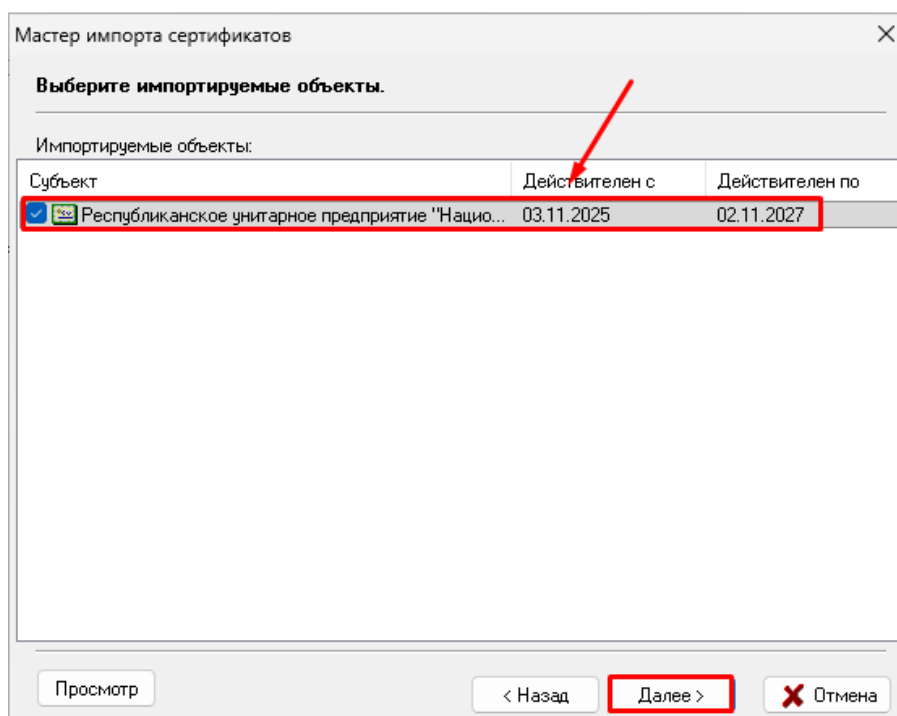 Мастер импорта сертификатов
Выберите импортируемые объекты.
Импортируемые объекты:
Субъект Действителен с Действителен по
Республиканское унитарное предприятие "Нацио... 03.11.2025 02.11.2027
Просмотр < Назад Далее > Отмена